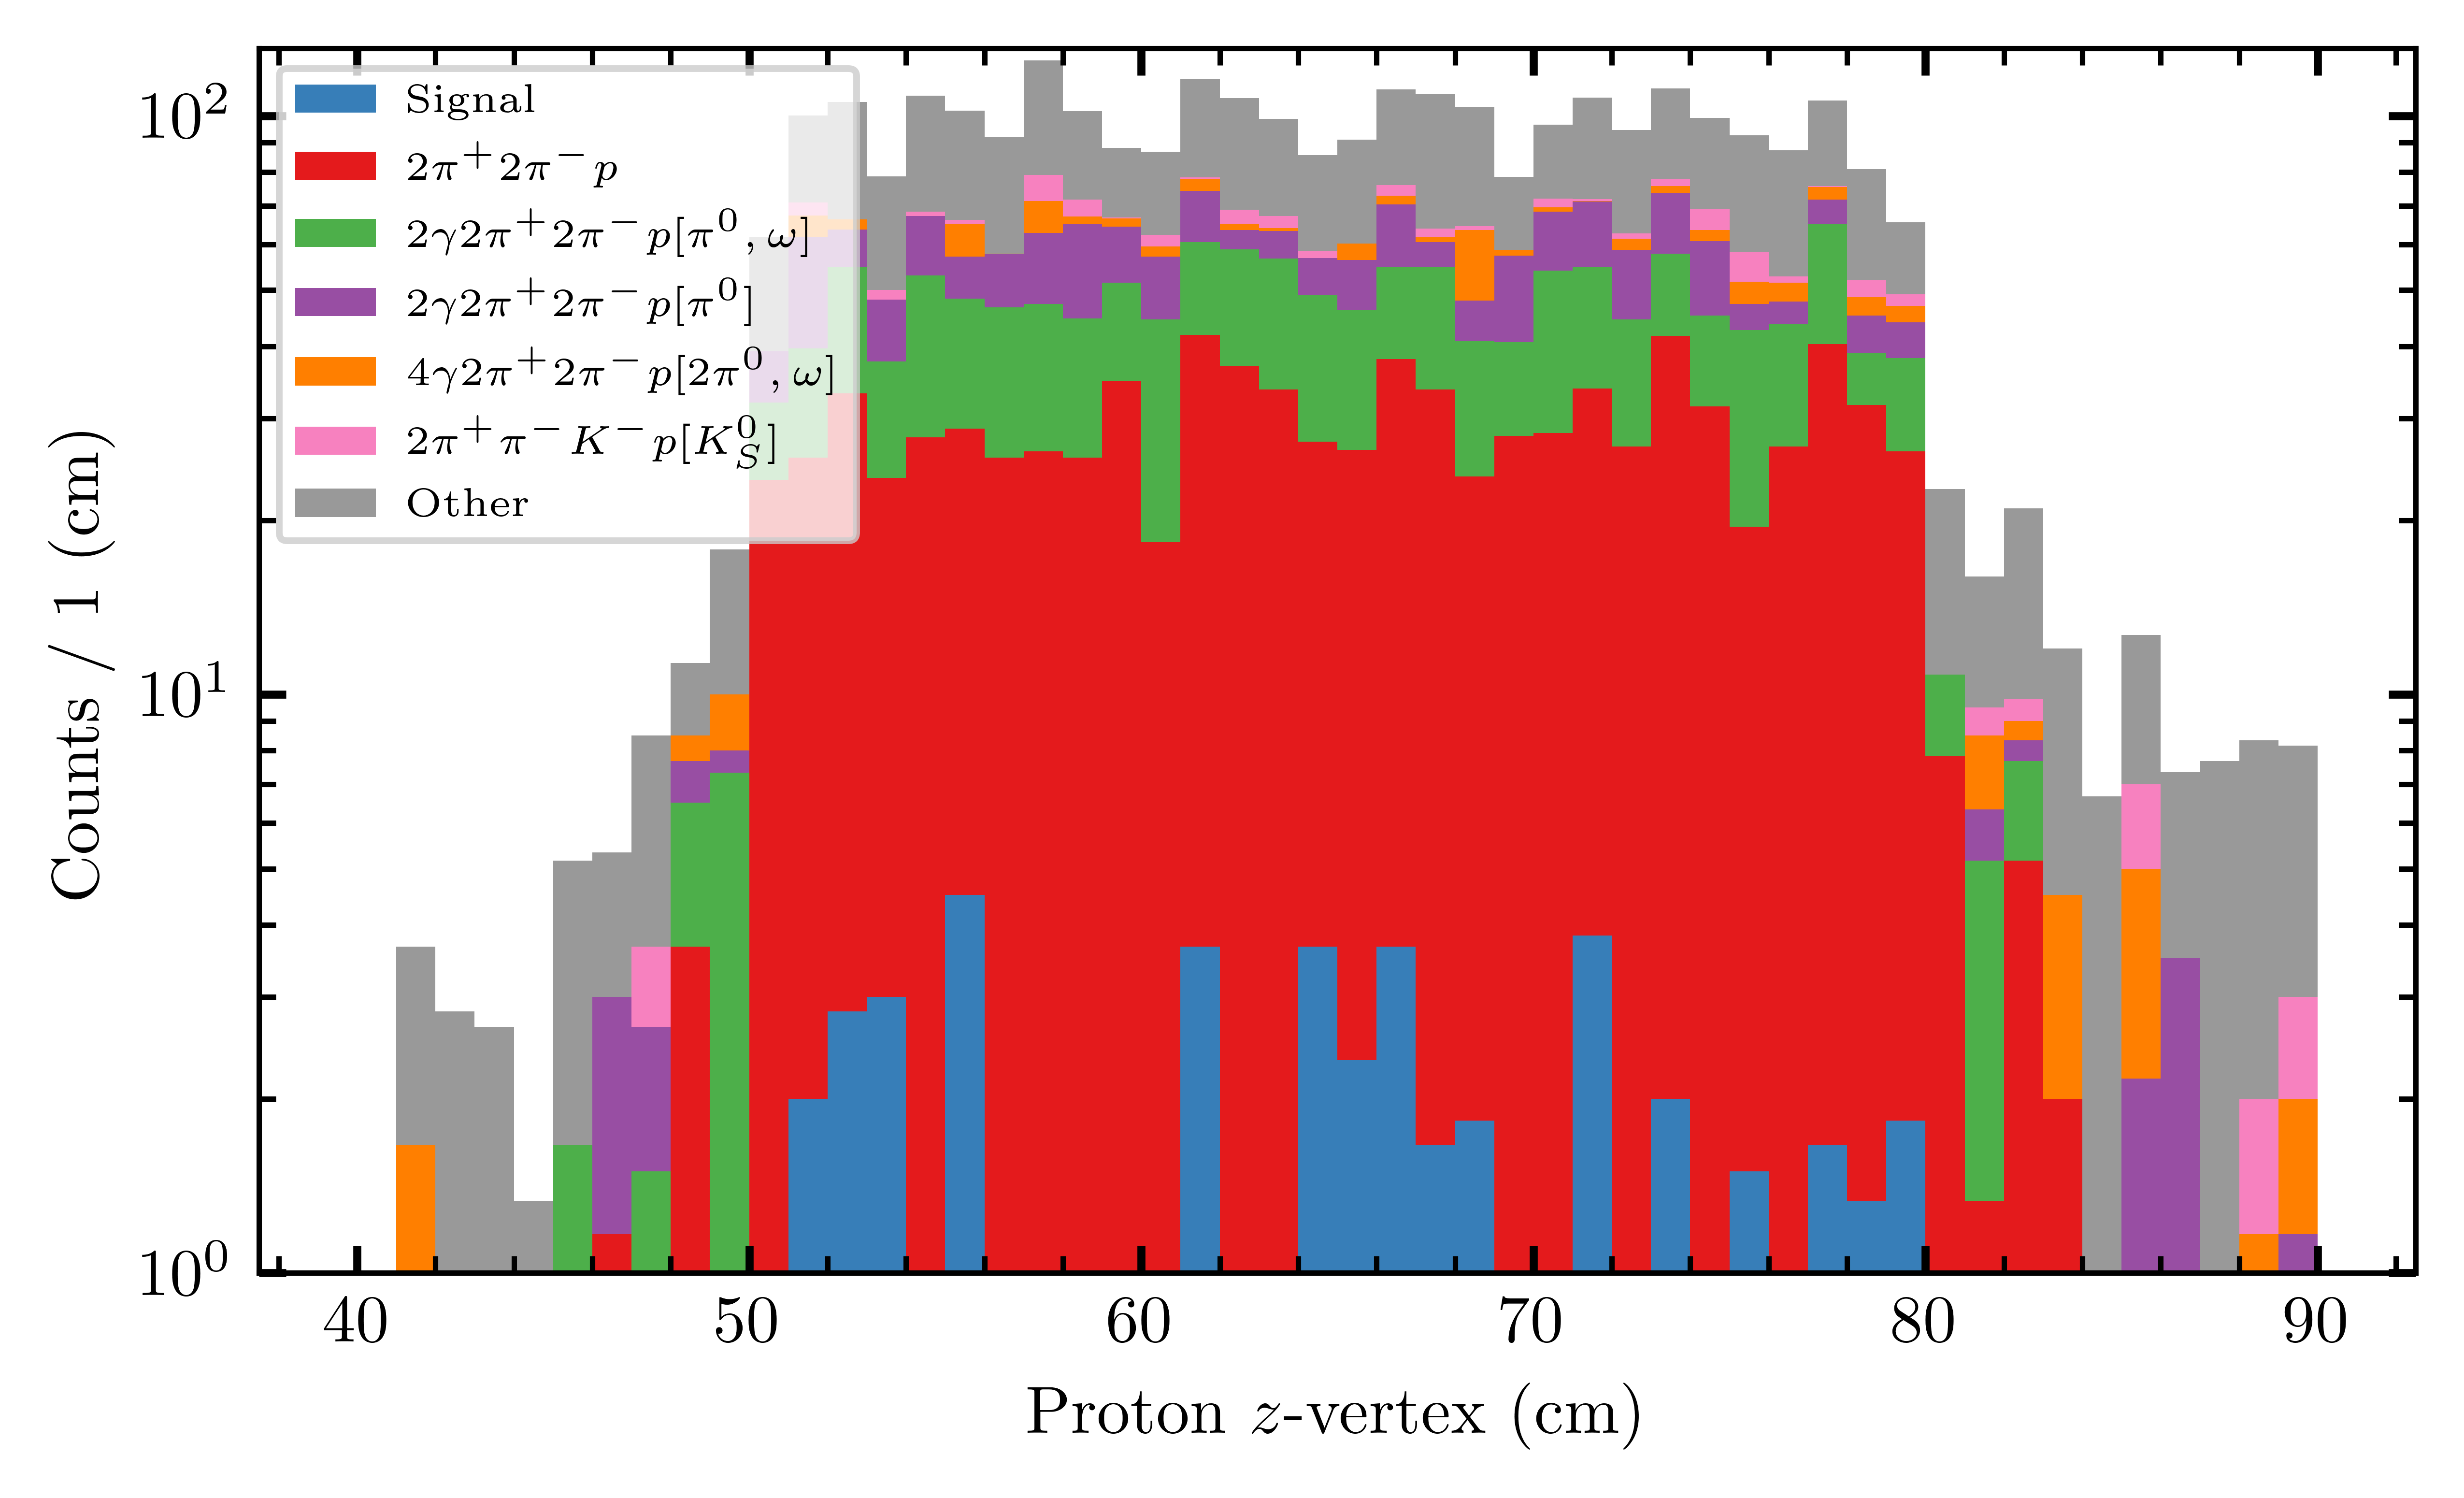 Counts / 1 (cm)
10²
10¹
10⁰
Signal
2π⁺2π⁻p
2γ2π⁺2π⁻p[π⁰, ω]
2γ2π⁺2π⁻p[π⁰]
4γ2π⁺2π⁻p[2π⁰, ω]
2π⁺π⁻K⁻p[K⁰_S]
Other
40 50 60 70 80 90
Proton z-vertex (cm)